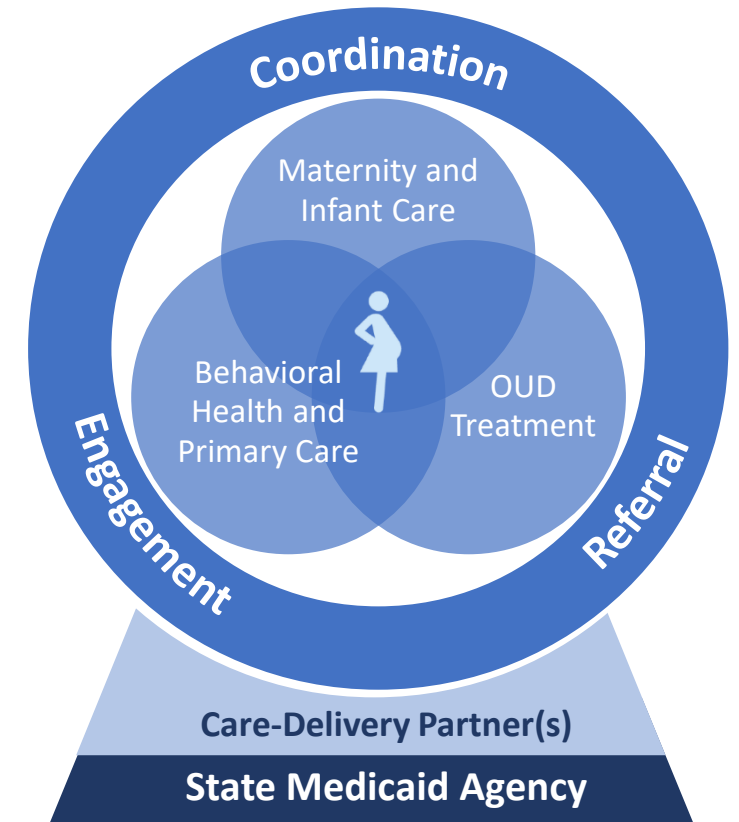 Coordination
Maternity and
Infant Care
Behavioral
Health and
Primary Care
OUD
Treatment
Engagement
Referral
Care-Delivery Partner(s)
State Medicaid Agency